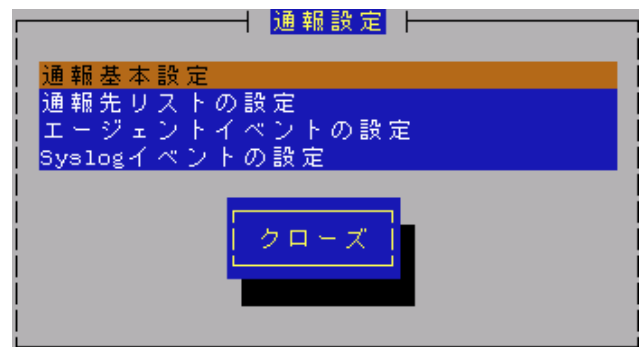 通報設定
通報基本設定
通報先リストの設定
エージェントイベントの設定
Syslogイベントの設定
クローズ